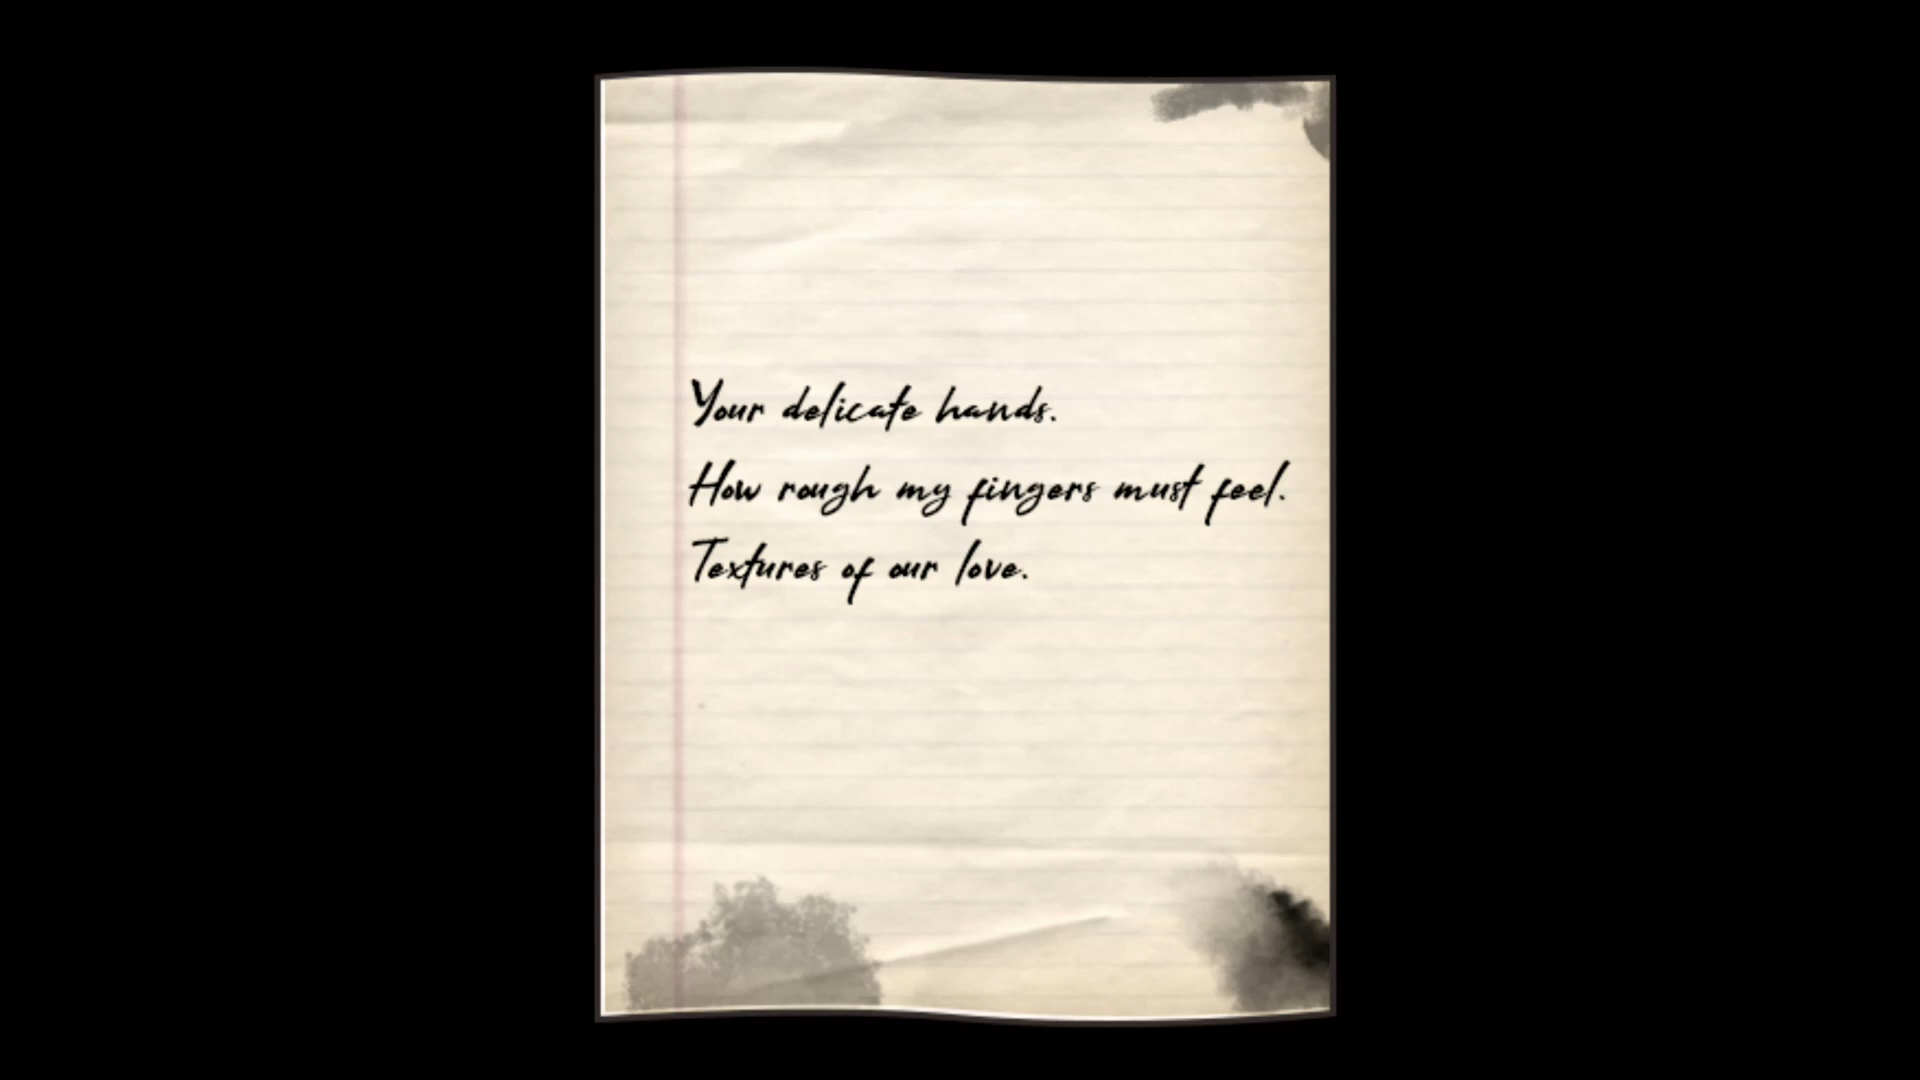 Your delicate hands.
How rough my fingers must feel.
Textures of our love.